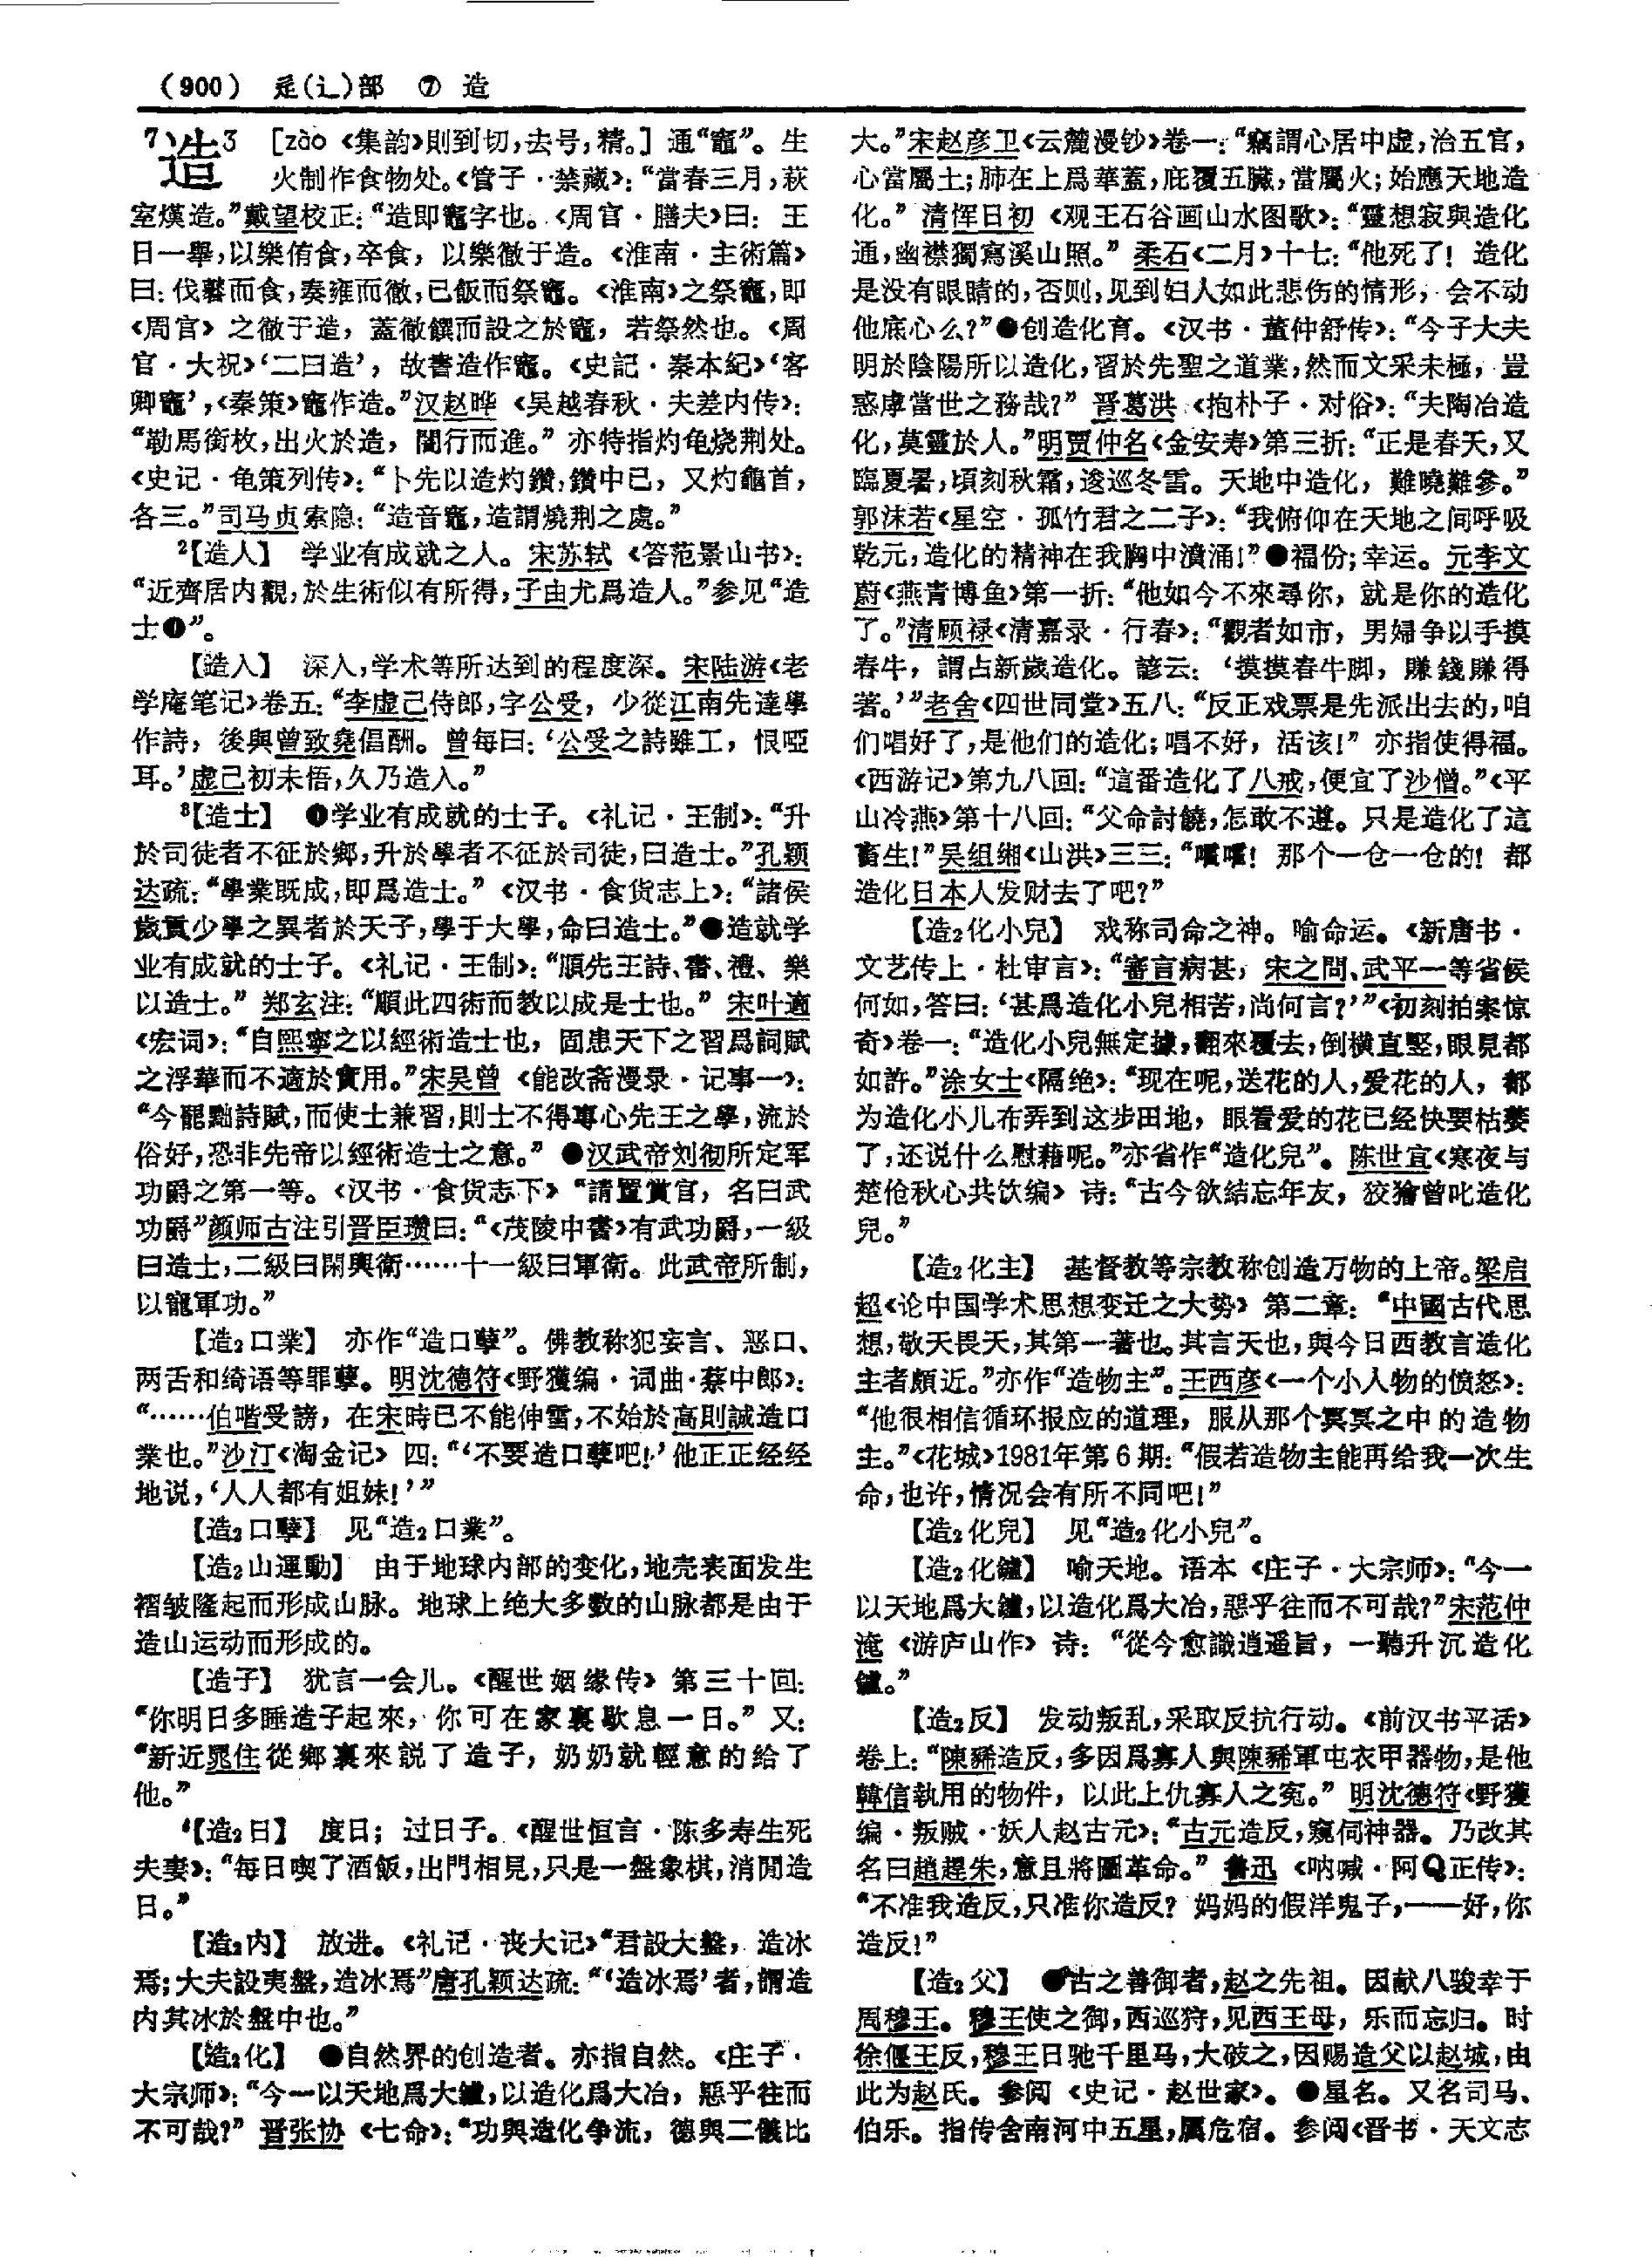 (900) 辵(辶)部 ⑦ 造
7造3 [zào《集韵》則到切,去号,精。] 通“竈”。生
火制作食物处。《管子·禁藏》:“當春三月,萩
室熯造。”戴望校正:“造即竈字也。《周官·膳夫》曰: 王
日一舉,以樂侑食,卒食, 以樂徹于造。《淮南·主術篇》
曰:伐鼛而食,奏雍而徹,已飯而祭竈。《淮南》之祭竈,即
《周官》之徹于造, 蓋徹饌而設之於竈, 若祭然也。《周
官·大祝》‘二曰造’, 故書造作竈。《史記·秦本紀》‘客
卿竈’,《秦策》竈作造。”汉赵晔《吴越春秋·夫差内传》:
“勒馬銜枚,出火於造, 闇行而進。” 亦特指灼龟烧荆处。
《史记·龟策列传》:“卜先以造灼鑽,鑽中已, 又灼龜首,
各三。”司马贞索隐:“造音竈,造謂燒荆之處。”
2【造人】 学业有成就之人。宋苏轼《答范景山书》:
“近齊居内觀,於生術似有所得,子由尤爲造人。”参见“造
士❶”。
【造入】 深入,学术等所达到的程度深。宋陆游《老
学庵笔记》卷五:“李虚己侍郎,字公受, 少從江南先達學
作詩, 後與曾致堯倡酬。曾每曰:‘公受之詩雖工, 恨啞
耳。’虚己初未悟,久乃造入。”
3【造士】 ❶学业有成就的士子。《礼记·王制》:“升
於司徒者不征於鄉,升於學者不征於司徒,曰造士。”孔颖
达疏:“學業既成,即爲造士。”《汉书·食货志上》:“諸侯
歲貢少學之異者於天子,學于大學,命曰造士。”●造就学
业有成就的士子。《礼记·王制》:“順先王詩、書、禮、樂
以造士。” 郑玄注:“順此四術而教以成是士也。” 宋叶適
《宏词》:“自熙寧之以經術造士也, 固患天下之習爲詞賦
之浮華而不適於實用。”宋吴曾《能改斋漫录·记事一》:
“今罷黜詩賦,而使士兼習,則士不得專心先王之學,流於
俗好,恐非先帝以經術造士之意。” ●汉武帝刘彻所定军
功爵之第一等。《汉书·食货志下》“請置賞官, 名曰武
功爵”颜师古注引晋臣瓒曰:“《茂陵中書》有武功爵,一級
曰造士,二級曰閑輿衛……十一級曰軍衛。此武帝所制,
以寵軍功。”
【造2口業】 亦作“造口孽”。佛教称犯妄言、恶口、
两舌和绮语等罪孽。明沈德符《野獲编·词曲·蔡中郎》:
“……伯喈受謗, 在宋時已不能伸雪,不始於高則誠造口
業也。”沙汀《淘金记》 四:“‘不要造口孽吧!’他正正经经
地说,‘人人都有姐妹!’”
【造2口孽】 见“造2口業”。
【造2山運動】 由于地球内部的变化,地壳表面发生
褶皱隆起而形成山脉。地球上绝大多数的山脉都是由于
造山运动而形成的。
【造子】 犹言一会儿。《醒世姻缘传》第三十回:
“你明日多睡造子起來, 你可在家裏歇息一日。” 又:
“新近晁住從鄉裏來説了造子, 奶奶就輕意的给了
他。”
4【造2日】 度日; 过日子。《醒世恒言·陈多寿生死
夫妻》:“每日喫了酒飯,出門相見,只是一盤象棋,消閒造
日。”
【造2内】 放进。《礼记·丧大记》“君設大盤, 造冰
焉;大夫設夷盤,造冰焉”唐孔颖达疏:“‘造冰焉’者,謂造
内其冰於盤中也。”
【造2化】 ●自然界的创造者。亦指自然。《庄子·
大宗师》:“今一以天地爲大鑪,以造化爲大冶, 惡乎往而
不可哉?” 晋张协《七命》:“功與造化争流, 德與二儀比
大。”宋赵彦卫《云麓漫钞》卷一:“竊謂心居中虚,治五官,
心當屬土;肺在上爲華蓋,庇覆五臟,當屬火;始應天地造
化。” 清恽日初《观王石谷画山水图歌》:“靈想寂與造化
通,幽襟獨寫溪山照。” 柔石《二月》十七:“他死了! 造化
是没有眼睛的,否则,见到妇人如此悲伤的情形, 会不动
他底心么?”●创造化育。《汉书·董仲舒传》:“今子大夫
明於陰陽所以造化,習於先聖之道業,然而文采未極, 豈
惑虖當世之務哉?” 晋葛洪《抱朴子·对俗》:“夫陶冶造
化,莫靈於人。”明贾仲名《金安寿》第三折:“正是春天,又
臨夏暑,頃刻秋霜,逡巡冬雪。天地中造化, 難曉難參。”
郭沫若《星空·孤竹君之二子》:“我俯仰在天地之间呼吸
乾元,造化的精神在我胸中濆涌!”●福份;幸运。元李文
蔚《燕青博鱼》第一折:“他如今不來尋你, 就是你的造化
了。”清顾禄《清嘉录·行春》:“觀者如市, 男婦争以手摸
春牛, 謂占新歲造化。諺云:‘摸摸春牛脚, 賺錢賺得
著。’”老舍《四世同堂》五八:“反正戏票是先派出去的,咱
们唱好了,是他们的造化;唱不好, 活该!” 亦指使得福。
《西游记》第九八回:“這番造化了八戒,便宜了沙僧。”《平
山冷燕》第十八回:“父命討饒,怎敢不遵。只是造化了這
畜生!”吴组缃《山洪》三三:“嚄嚄! 那个一仓一仓的! 都
造化日本人发财去了吧?”
【造2化小兒】 戏称司命之神。喻命运。《新唐书·
文艺传上·杜审言》:“審言病甚, 宋之問、武平一等省候
何如,答曰:‘甚爲造化小兒相苦,尚何言?’”《初刻拍案惊
奇》卷一:“造化小兒無定據,翻來覆去,倒横直竪,眼見都
如許。”涂女士《隔绝》:“现在呢,送花的人,爱花的人, 都
为造化小儿布弄到这步田地, 眼看爱的花已经快要枯萎
了,还说什么慰藉呢。”亦省作“造化兒”。陈世宜《寒夜与
楚伧秋心共饮编》诗:“古今欲結忘年友, 狡獪曾叱造化
兒。”
【造2化主】 基督教等宗教称创造万物的上帝。梁启
超《论中国学术思想变迁之大势》第二章:“中國古代思
想,敬天畏天,其第一著也。其言天也,與今日西教言造化
主者頗近。”亦作“造物主”。王西彦《一个小人物的愤怒》:
“他很相信循环报应的道理, 服从那个冥冥之中的造物
主。”《花城》1981年第6期:“假若造物主能再给我一次生
命,也许,情况会有所不同吧!”
【造2化兒】 见“造2化小兒”。
【造2化鑪】 喻天地。语本《庄子·大宗师》:“今一
以天地爲大鑪,以造化爲大冶,惡乎往而不可哉?”宋范仲
淹《游庐山作》诗:“從今愈識逍遥旨, 一聽升沉造化
鑪。”
【造2反】 发动叛乱,采取反抗行动。《前汉书平话》
卷上:“陳豨造反,多因爲寡人與陳豨軍屯衣甲器物,是他
韓信執用的物件, 以此上仇寡人之冤。” 明沈德符《野獲
编·叛贼·妖人赵古元》:“古元造反,窺伺神器。乃改其
名曰趙趕朱,意且將圖革命。” 鲁迅《呐喊·阿Q正传》:
“不准我造反,只准你造反? 妈妈的假洋鬼子,——好,你
造反!”
【造2父】 ●古之善御者,赵之先祖。因献八骏幸于
周穆王。穆王使之御,西巡狩,见西王母, 乐而忘归。时
徐偃王反,穆王日驰千里马,大破之,因赐造父以赵城,由
此为赵氏。参阅《史记·赵世家》。●星名。又名司马、
伯乐。指传舍南河中五星,属危宿。参阅《晋书·天文志